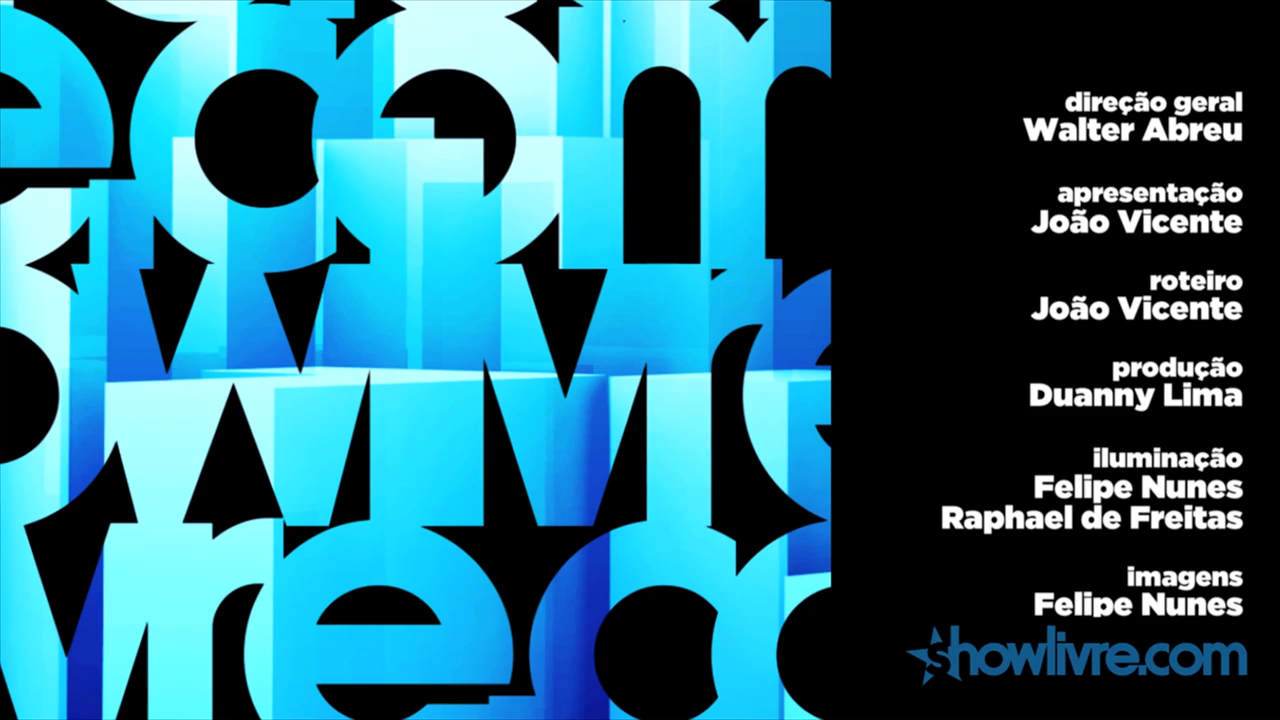 direção geral
Walter Abreu
apresentação
João Vicente
roteiro
João Vicente
produção
Duanny Lima
iluminação
Felipe Nunes
Raphael de Freitas
imagens
Felipe Nunes
showlivre.com